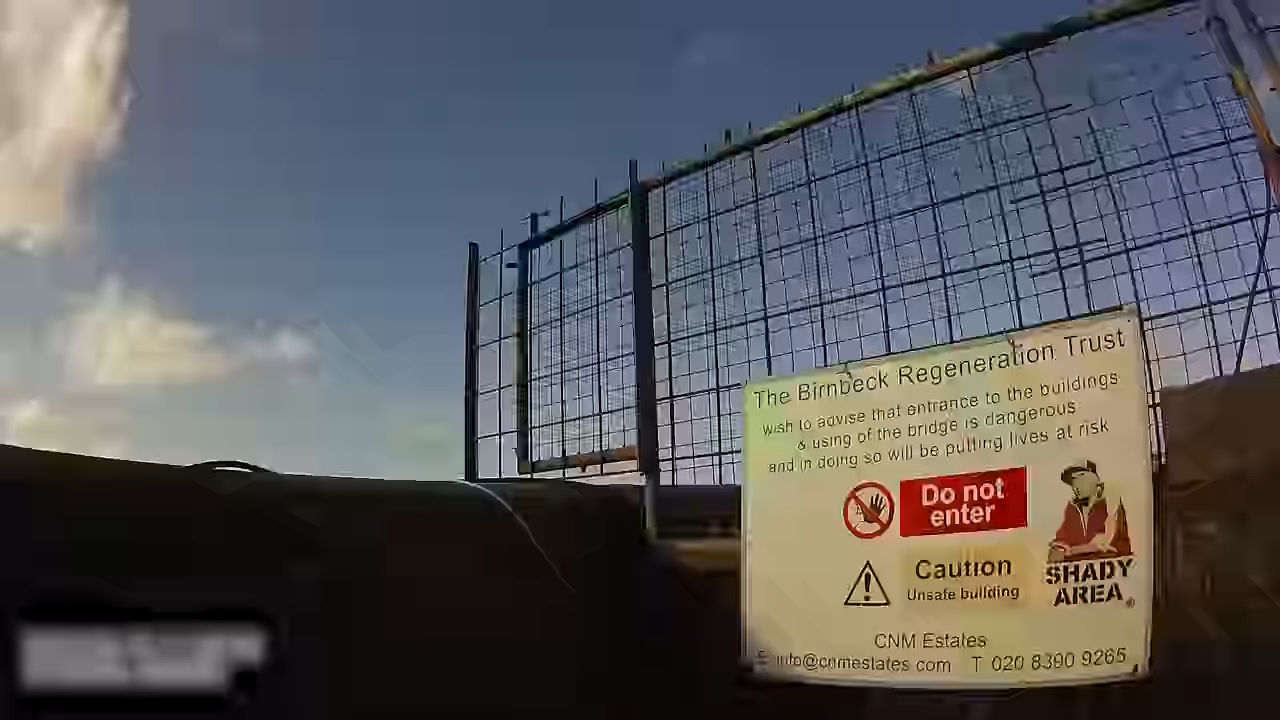 The Birnbeck Regeneration Trust
wish to advise that entrance to the buildings
& using of the bridge is dangerous
and in doing so will be putting lives at risk
Do not
enter
Caution
Unsafe building
SHADY
AREA
CNM Estates
E info@cnmestates.com T 020 8390 9265